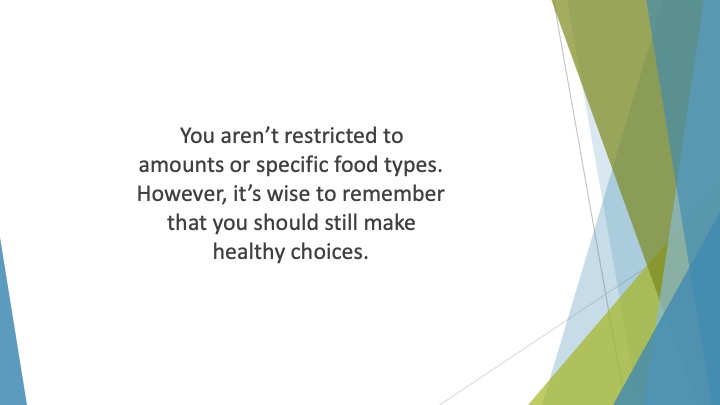 You aren’t restricted to
amounts or specific food types.
However, it’s wise to remember
that you should still make
healthy choices.